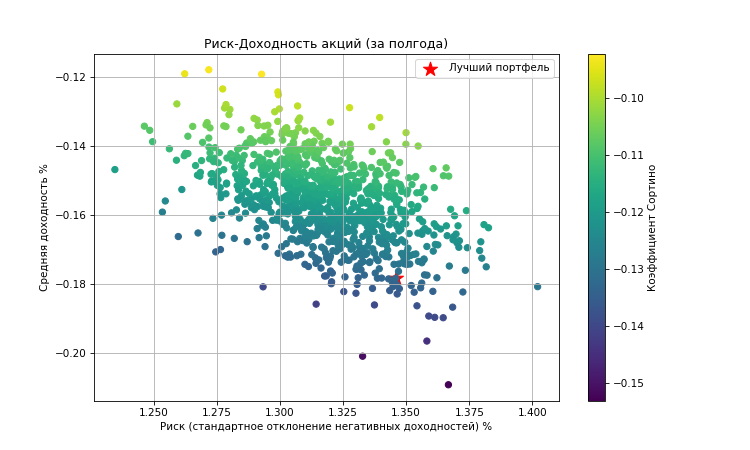 Риск-Доходность акций (за полгода)
Лучший портфель
−0.12
−0.14
−0.16
−0.18
−0.20
Средняя доходность %
1.250 1.275 1.300 1.325 1.350 1.375 1.400
Риск (стандартное отклонение негативных доходностей) %
−0.10
−0.11
−0.12
−0.13
−0.14
−0.15
Коэффициент Сортино